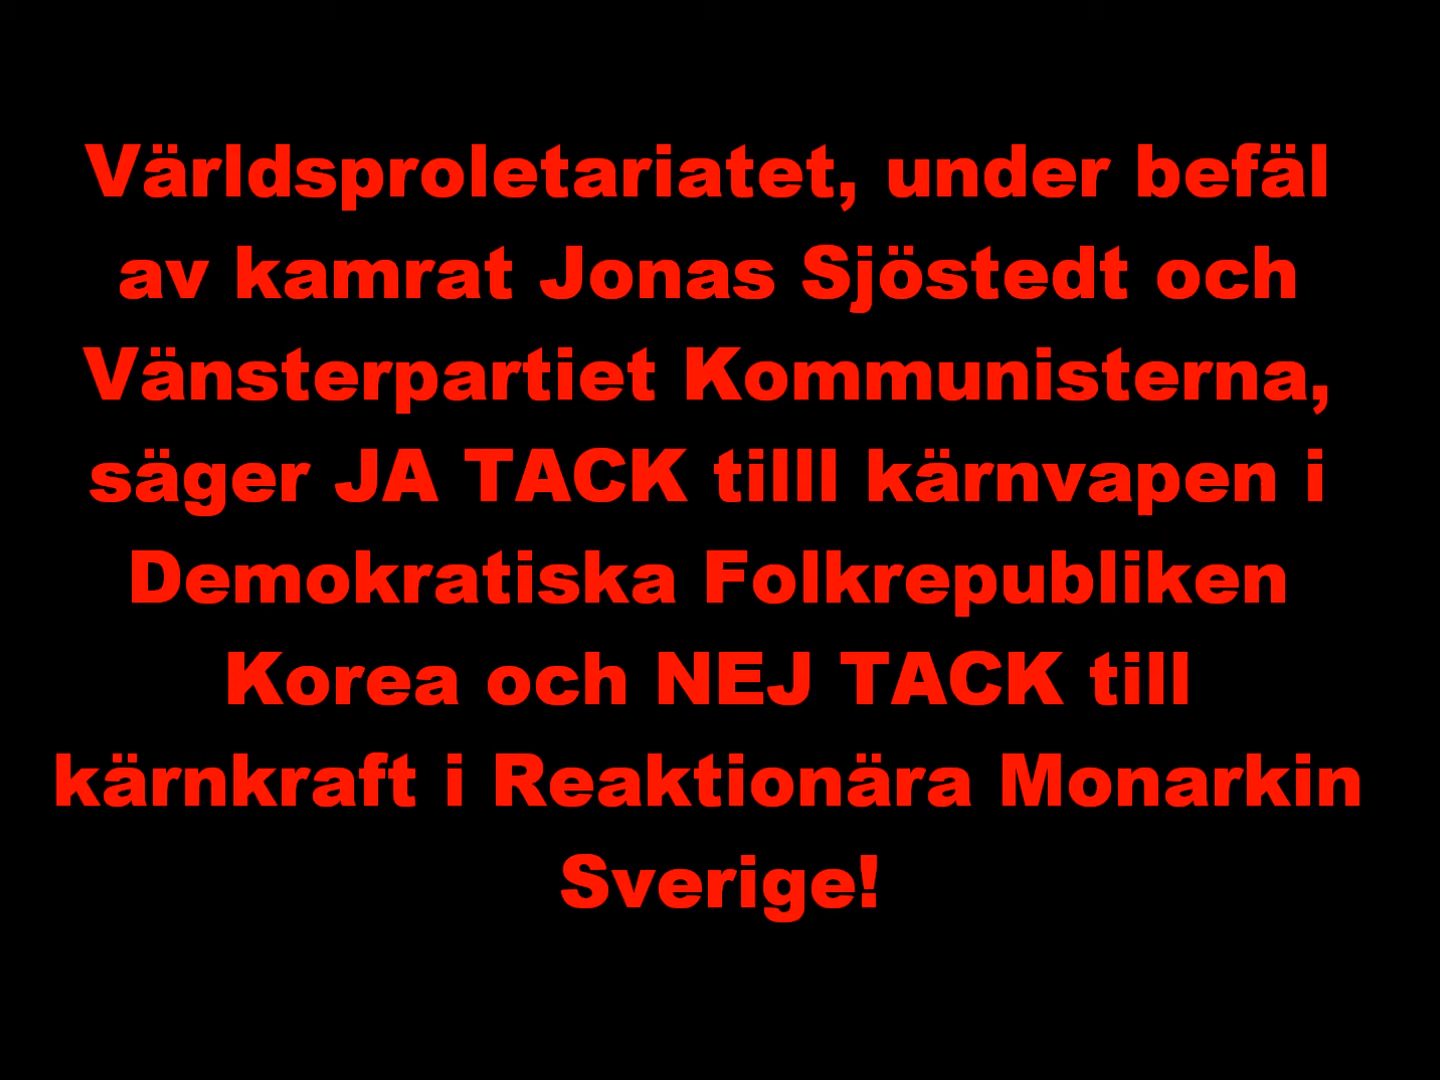 Världsproletariatet, under befäl
av kamrat Jonas Sjöstedt och
Vänsterpartiet Kommunisterna,
säger JA TACK tilll kärnvapen i
Demokratiska Folkrepubliken
Korea och NEJ TACK till
kärnkraft i Reaktionära Monarkin
Sverige!